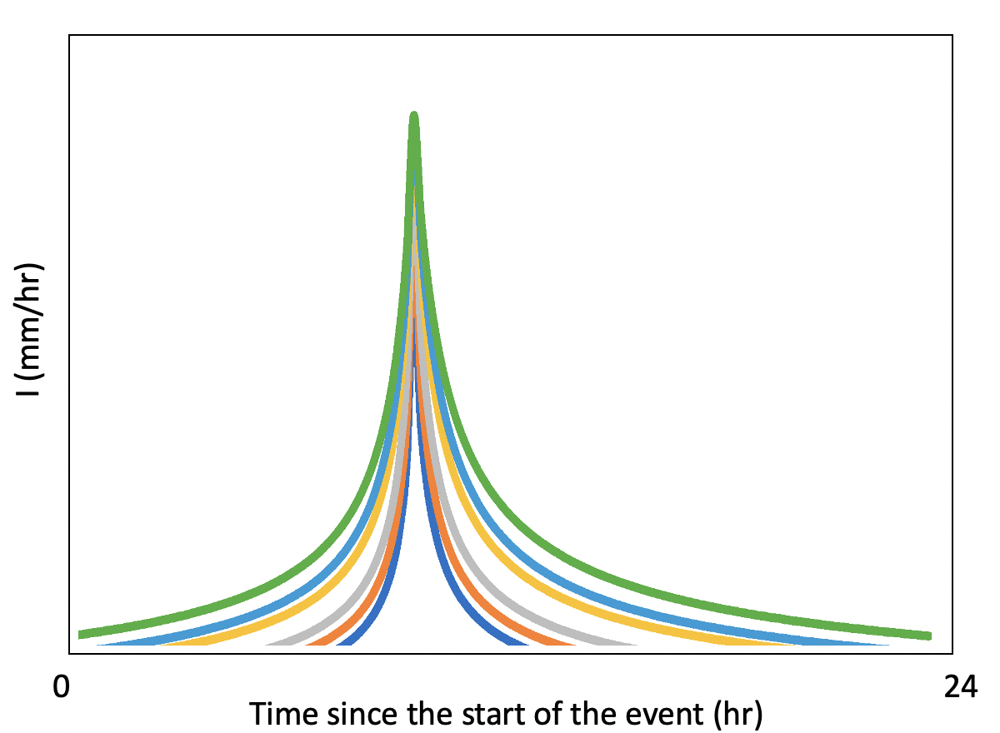 I (mm/hr)
0
24
Time since the start of the event (hr)